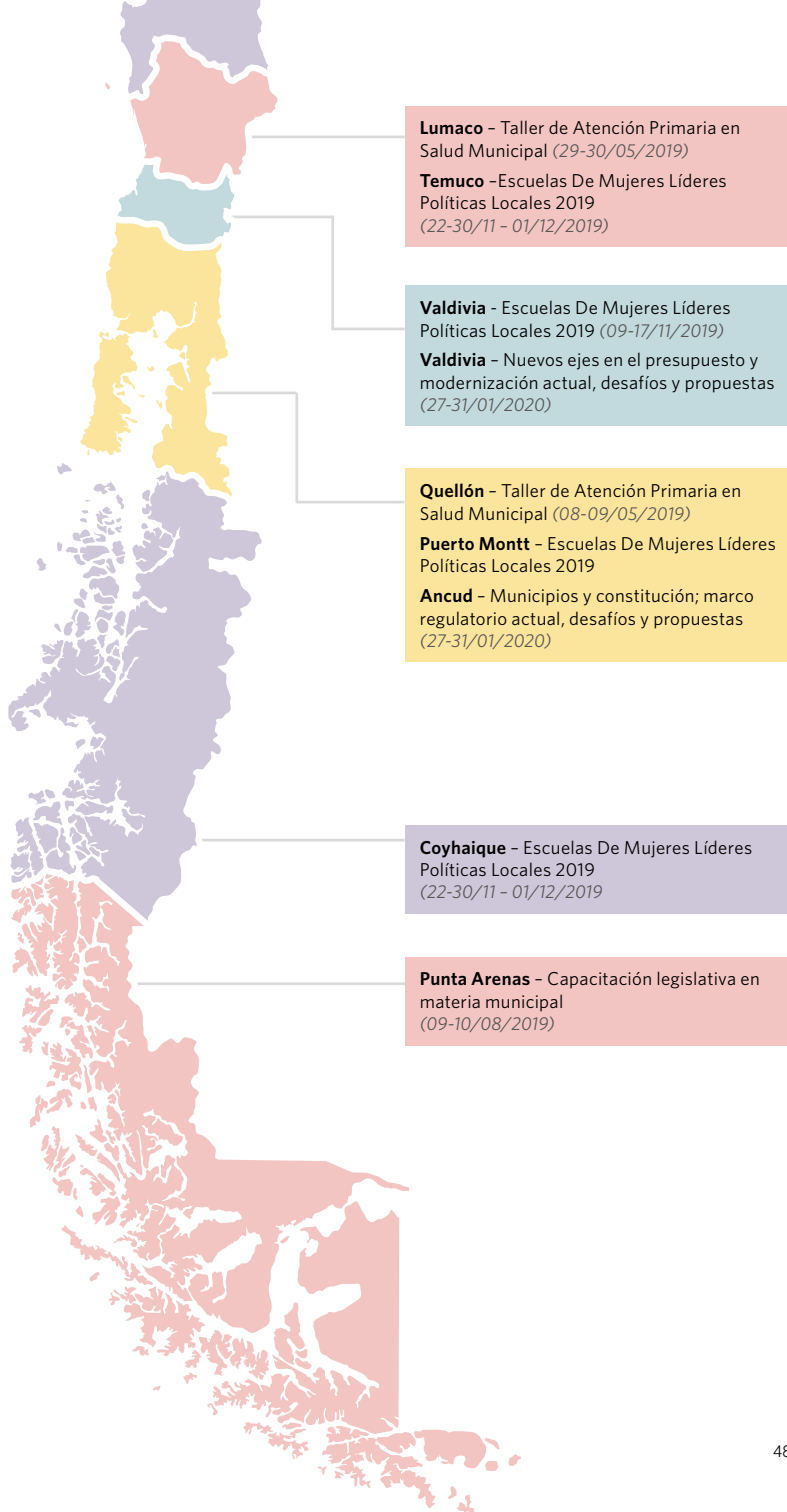 Lumaco – Taller de Atención Primaria en
Salud Municipal (29-30/05/2019)
Temuco –Escuelas De Mujeres Líderes
Políticas Locales 2019
(22-30/11 – 01/12/2019)
Valdivia - Escuelas De Mujeres Líderes
Políticas Locales 2019 (09-17/11/2019)
Valdivia – Nuevos ejes en el presupuesto y
modernización actual, desafíos y propuestas
(27-31/01/2020)
Quellón – Taller de Atención Primaria en
Salud Municipal (08-09/05/2019)
Puerto Montt – Escuelas De Mujeres Líderes
Políticas Locales 2019
Ancud – Municipios y constitución; marco
regulatorio actual, desafíos y propuestas
(27-31/01/2020)
Coyhaique – Escuelas De Mujeres Líderes
Políticas Locales 2019
(22-30/11 – 01/12/2019
Punta Arenas – Capacitación legislativa en
materia municipal
(09-10/08/2019)
48